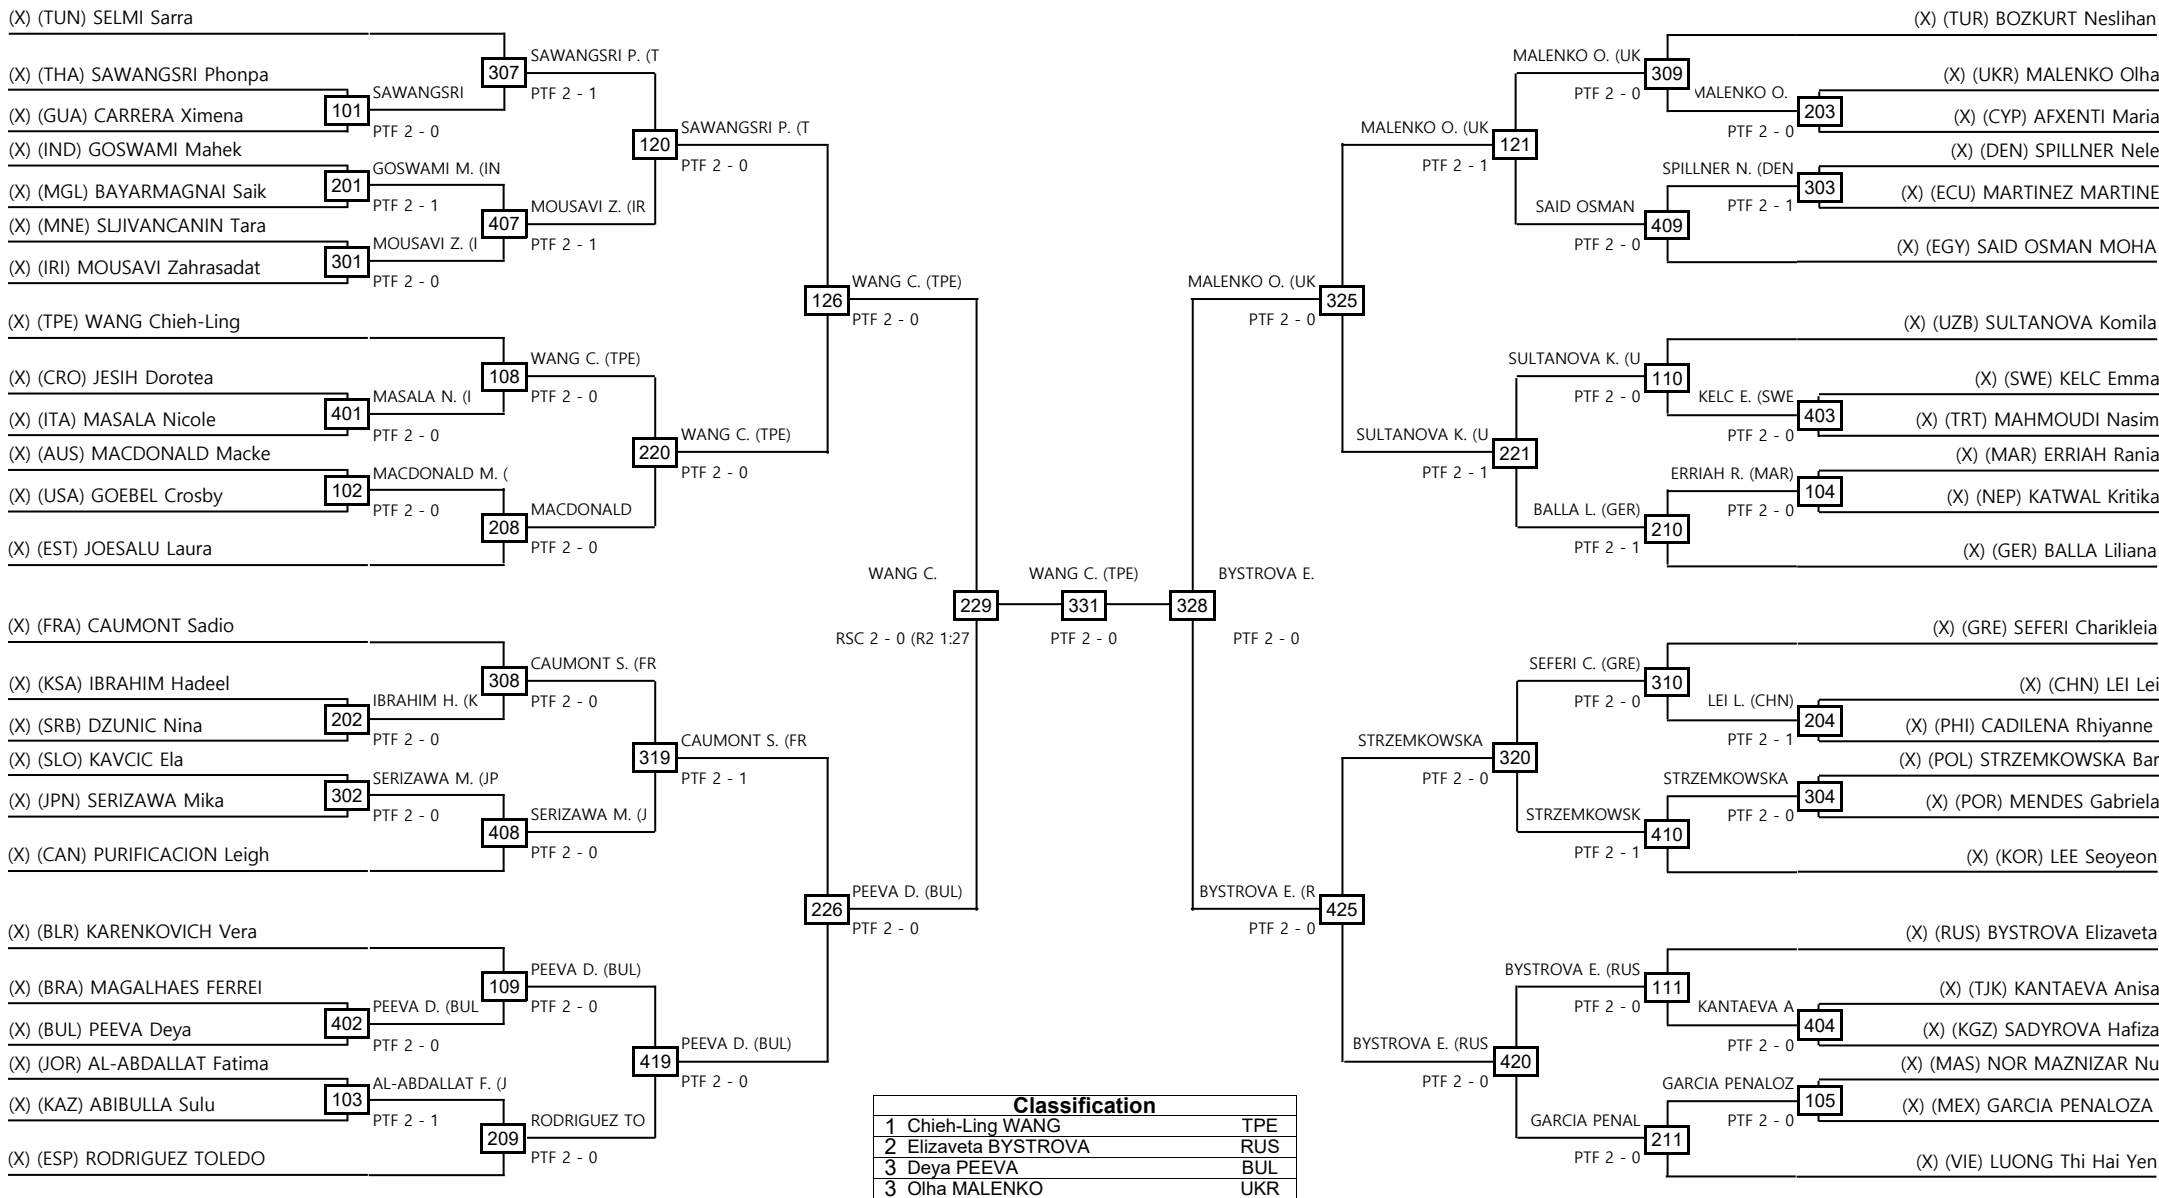 (X) (TUN) SELMI Sarra
(X) (TUR) BOZKURT Neslihan
SAWANGSRI P. (T
MALENKO O. (UK
307
309
(X) (THA) SAWANGSRI Phonpa
(X) (UKR) MALENKO Olha
SAWANGSRI
PTF 2 - 1
PTF 2 - 0
MALENKO O.
101
203
(X) (GUA) CARRERA Ximena
(X) (CYP) AFXENTI Maria
PTF 2 - 0
SAWANGSRI P. (T
MALENKO O. (UK
PTF 2 - 0
120
121
(X) (IND) GOSWAMI Mahek
(X) (DEN) SPILLNER Nele
GOSWAMI M. (IN
PTF 2 - 0
PTF 2 - 1
SPILLNER N. (DEN
201
303
(X) (MGL) BAYARMAGNAI Saik
(X) (ECU) MARTINEZ MARTINE
PTF 2 - 1
MOUSAVI Z. (IR
SAID OSMAN
PTF 2 - 1
407
409
(X) (MNE) SLJIVANCANIN Tara
MOUSAVI Z. (I
PTF 2 - 1
PTF 2 - 0
(X) (EGY) SAID OSMAN MOHA
301
(X) (IRI) MOUSAVI Zahrasadat
PTF 2 - 0
WANG C. (TPE)
MALENKO O. (UK
126
325
PTF 2 - 0
PTF 2 - 0
(X) (TPE) WANG Chieh-Ling
(X) (UZB) SULTANOVA Komila
WANG C. (TPE)
SULTANOVA K. (U
108
110
(X) (CRO) JESIH Dorotea
(X) (SWE) KELC Emma
MASALA N. (I
PTF 2 - 0
PTF 2 - 0
KELC E. (SWE
401
403
(X) (ITA) MASALA Nicole
(X) (TRT) MAHMOUDI Nasim
PTF 2 - 0
WANG C. (TPE)
SULTANOVA K. (U
PTF 2 - 0
220
221
(X) (AUS) MACDONALD Macke
(X) (MAR) ERRIAH Rania
MACDONALD M. (
PTF 2 - 0
PTF 2 - 1
ERRIAH R. (MAR)
102
104
(X) (USA) GOEBEL Crosby
(X) (NEP) KATWAL Kritika
PTF 2 - 0
MACDONALD
BALLA L. (GER)
PTF 2 - 0
208
210
(X) (EST) JOESALU Laura
PTF 2 - 0
PTF 2 - 1
(X) (GER) BALLA Liliana
WANG C.
WANG C. (TPE)
BYSTROVA E.
229
331
328
RSC 2 - 0 (R2 1:27
PTF 2 - 0
PTF 2 - 0
(X) (FRA) CAUMONT Sadio
(X) (GRE) SEFERI Charikleia
CAUMONT S. (FR
SEFERI C. (GRE)
308
310
(X) (KSA) IBRAHIM Hadeel
(X) (CHN) LEI Lei
IBRAHIM H. (K
PTF 2 - 0
PTF 2 - 0
LEI L. (CHN)
202
204
(X) (SRB) DZUNIC Nina
(X) (PHI) CADILENA Rhiyanne
PTF 2 - 0
CAUMONT S. (FR
STRZEMKOWSKA
PTF 2 - 1
319
320
(X) (SLO) KAVCIC Ela
(X) (POL) STRZEMKOWSKA Bar
SERIZAWA M. (JP
PTF 2 - 1
PTF 2 - 0
STRZEMKOWSKA
302
304
(X) (JPN) SERIZAWA Mika
(X) (POR) MENDES Gabriela
PTF 2 - 0
SERIZAWA M. (J
STRZEMKOWSK
PTF 2 - 0
408
410
(X) (CAN) PURIFICACION Leigh
PTF 2 - 0
PTF 2 - 1
(X) (KOR) LEE Seoyeon
PEEVA D. (BUL)
BYSTROVA E. (R
226
425
PTF 2 - 0
PTF 2 - 0
(X) (BLR) KARENKOVICH Vera
(X) (RUS) BYSTROVA Elizaveta
PEEVA D. (BUL)
BYSTROVA E. (RUS
109
111
(X) (BRA) MAGALHAES FERREI
(X) (TJK) KANTAEVA Anisa
PEEVA D. (BUL
PTF 2 - 0
PTF 2 - 0
KANTAEVA A
402
404
(X) (BUL) PEEVA Deya
(X) (KGZ) SADYROVA Hafiza
PTF 2 - 0
PEEVA D. (BUL)
BYSTROVA E. (RUS
PTF 2 - 0
419
420
(X) (JOR) AL-ABDALLAT Fatima
(X) (MAS) NOR MAZNIZAR Nu
AL-ABDALLAT F. (J
PTF 2 - 0
PTF 2 - 0
GARCIA PENALOZ
103
105
(X) (KAZ) ABIBULLA Sulu
(X) (MEX) GARCIA PENALOZA
PTF 2 - 1
RODRIGUEZ TO
GARCIA PENAL
PTF 2 - 0
209
211
(X) (ESP) RODRIGUEZ TOLEDO
PTF 2 - 0
PTF 2 - 0
(X) (VIE) LUONG Thi Hai Yen
Classification
1 Chieh-Ling WANG TPE
2 Elizaveta BYSTROVA RUS
3 Deya PEEVA BUL
3 Olha MALENKO UKR